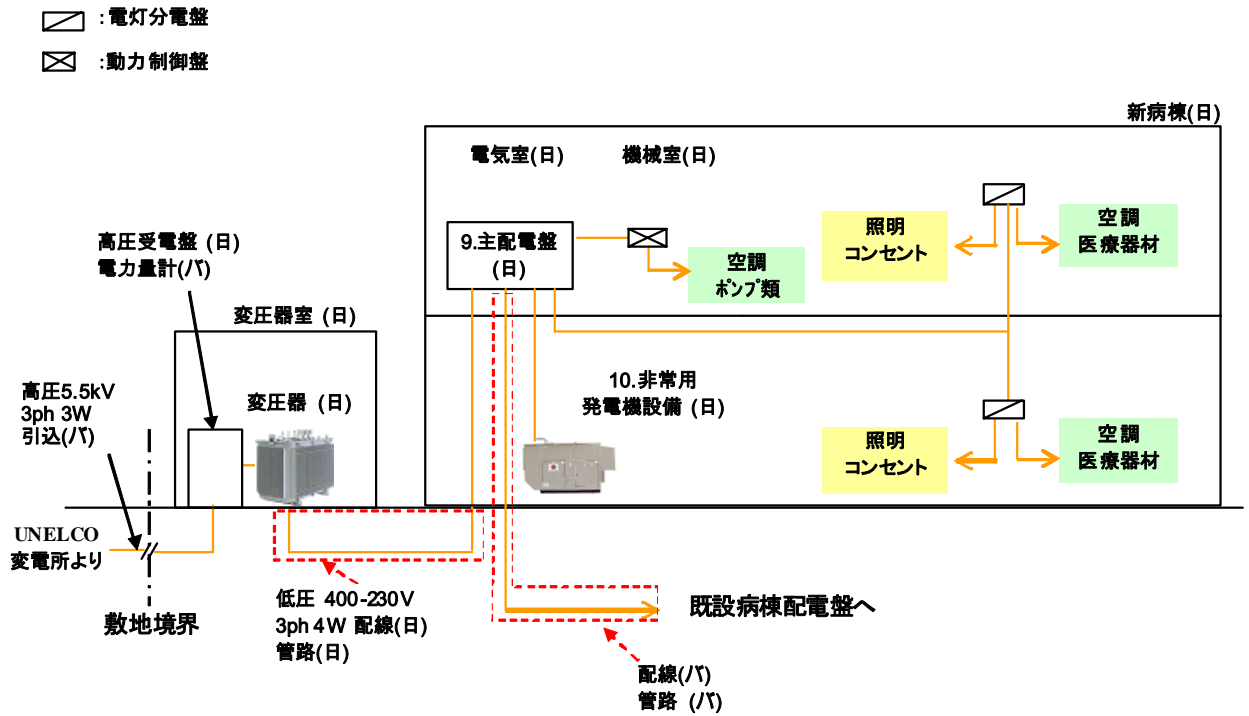 :電灯分電盤
:動力制御盤
新病棟(日)
電気室(日)
機械室(日)
高圧受電盤 (日)
電力量計(バ)
9.主配電盤
(日)
空調
ポンプ類
照明
コンセント
空調
医療器材
変圧器室 (日)
変圧器 (日)
高圧5.5kV
3ph 3W
引込(バ)
10.非常用
発電機設備 (日)
照明
コンセント
空調
医療器材
UNELCO
変電所より
敷地境界
低圧 400-230V
3ph 4W 配線(日)
管路(日)
既設病棟配電盤へ
配線(バ)
管路 (バ)